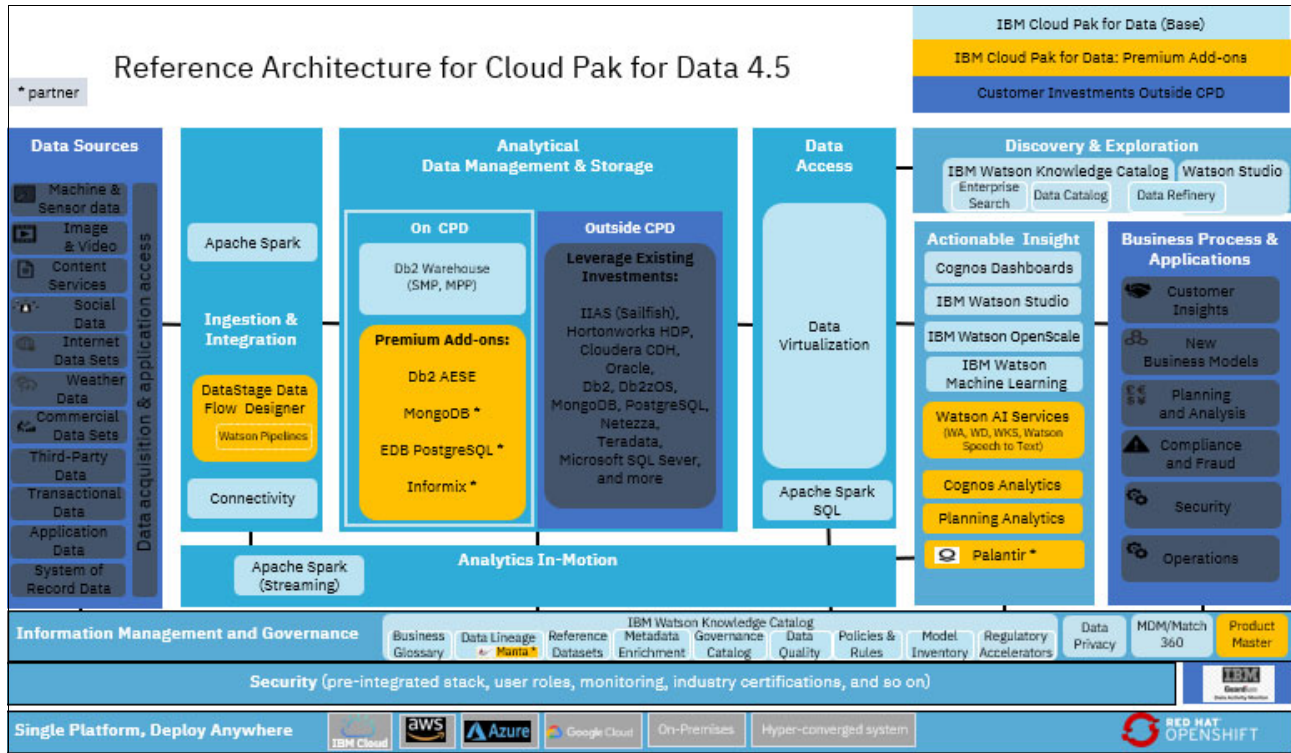 Reference Architecture for Cloud Pak for Data 4.5
* partner
IBM Cloud Pak for Data (Base)
IBM Cloud Pak for Data: Premium Add-ons
Customer Investments Outside CPD
Data Sources
Machine &
Sensor data
Image
& Video
Content
Services
Social
Data
Internet
Data Sets
Weather
Data
Commercial
Data Sets
Third-Party
Data
Transactional
Data
Application
Data
System of
Record Data
Data acquisition & application access
Apache Spark
Ingestion &
Integration
DataStage Data
Flow Designer
Watson Pipelines
Connectivity
Analytical
Data Management & Storage
On CPD
Db2 Warehouse
(SMP, MPP)
Premium Add-ons:
Db2 AESE
MongoDB *
EDB PostgreSQL *
Informix *
Outside CPD
Leverage Existing
Investments:
IIAS (Sailfish),
Hortonworks HDP,
Cloudera CDH,
Oracle,
Db2, Db2zOS,
MongoDB, PostgreSQL,
Netezza,
Teradata,
Microsoft SQL Sever,
and more
Data
Access
Data
Virtualization
Apache Spark
SQL
Apache Spark
(Streaming)
Analytics In-Motion
Discovery & Exploration
IBM Watson Knowledge Catalog
Enterprise
Search
Data Catalog
Watson Studio
Data Refinery
Actionable Insight
Cognos Dashboards
IBM Watson Studio
IBM Watson OpenScale
IBM Watson
Machine Learning
Watson AI Services
(WA, WD, WKS, Watson
Speech to Text)
Cognos Analytics
Planning Analytics
Palantir *
Business Process &
Applications
Customer
Insights
New
Business Models
Planning
and Analysis
Compliance
and Fraud
Security
Operations
Information Management and Governance
IBM Watson Knowledge Catalog
Business
Glossary
Data Lineage
Manta *
Reference
Datasets
Metadata
Enrichment
Governance
Catalog
Data
Quality
Policies &
Rules
Model
Inventory
Regulatory
Accelerators
Data
Privacy
MDM/Match
360
Product
Master
Security (pre-integrated stack, user roles, monitoring, industry certifications, and so on)
IBM
Guardium
Data Activity Monitor
Single Platform, Deploy Anywhere
IBM Cloud
aws
Azure
Google Cloud
On-Premises
Hyper-converged system
RED HAT
OPENSHIFT